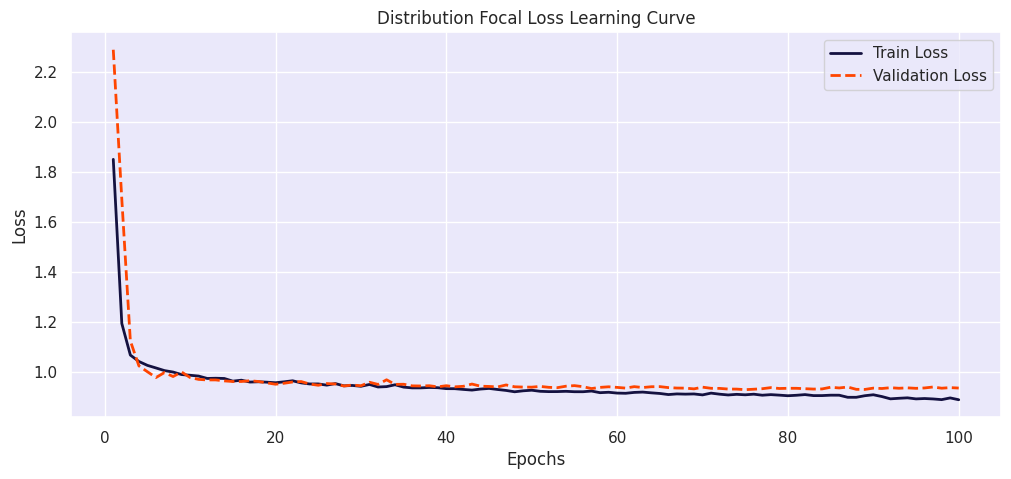 Distribution Focal Loss Learning Curve
Train Loss
Validation Loss
Loss
2.2
2.0
1.8
1.6
1.4
1.2
1.0
0
20
40
60
80
100
Epochs